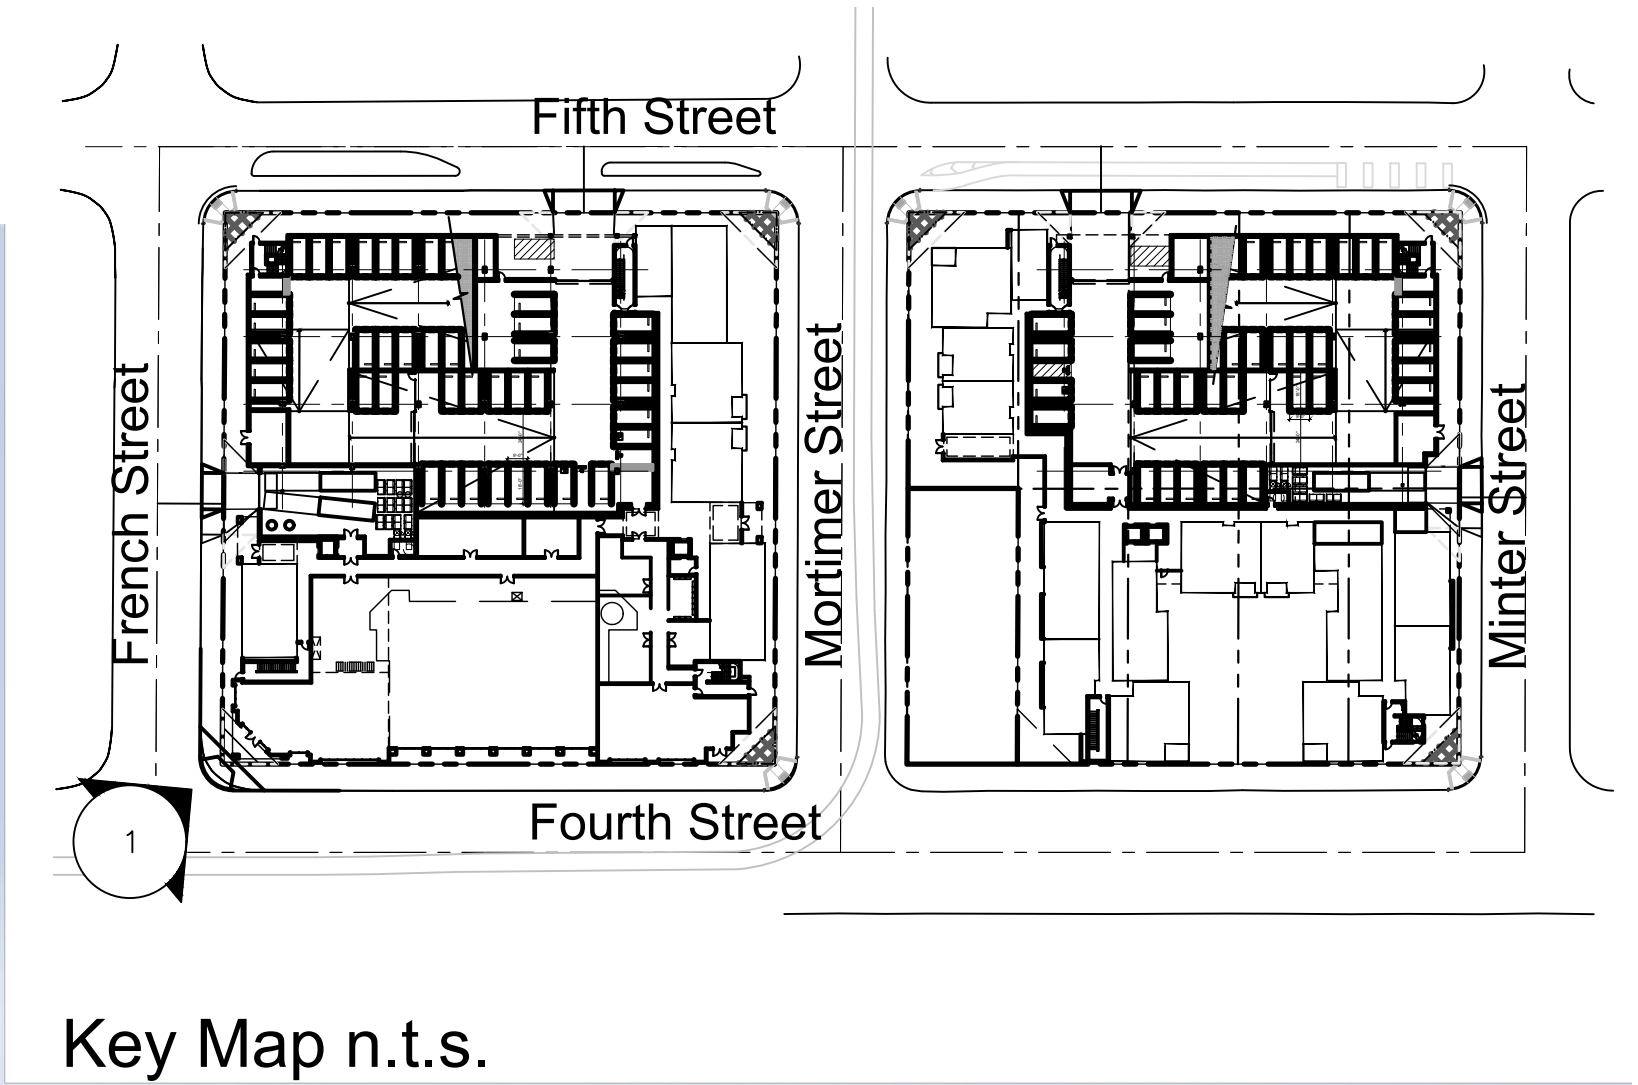 Fifth Street
French Street
Mortimer Street
Minter Street
Fourth Street
1
Key Map n.t.s.